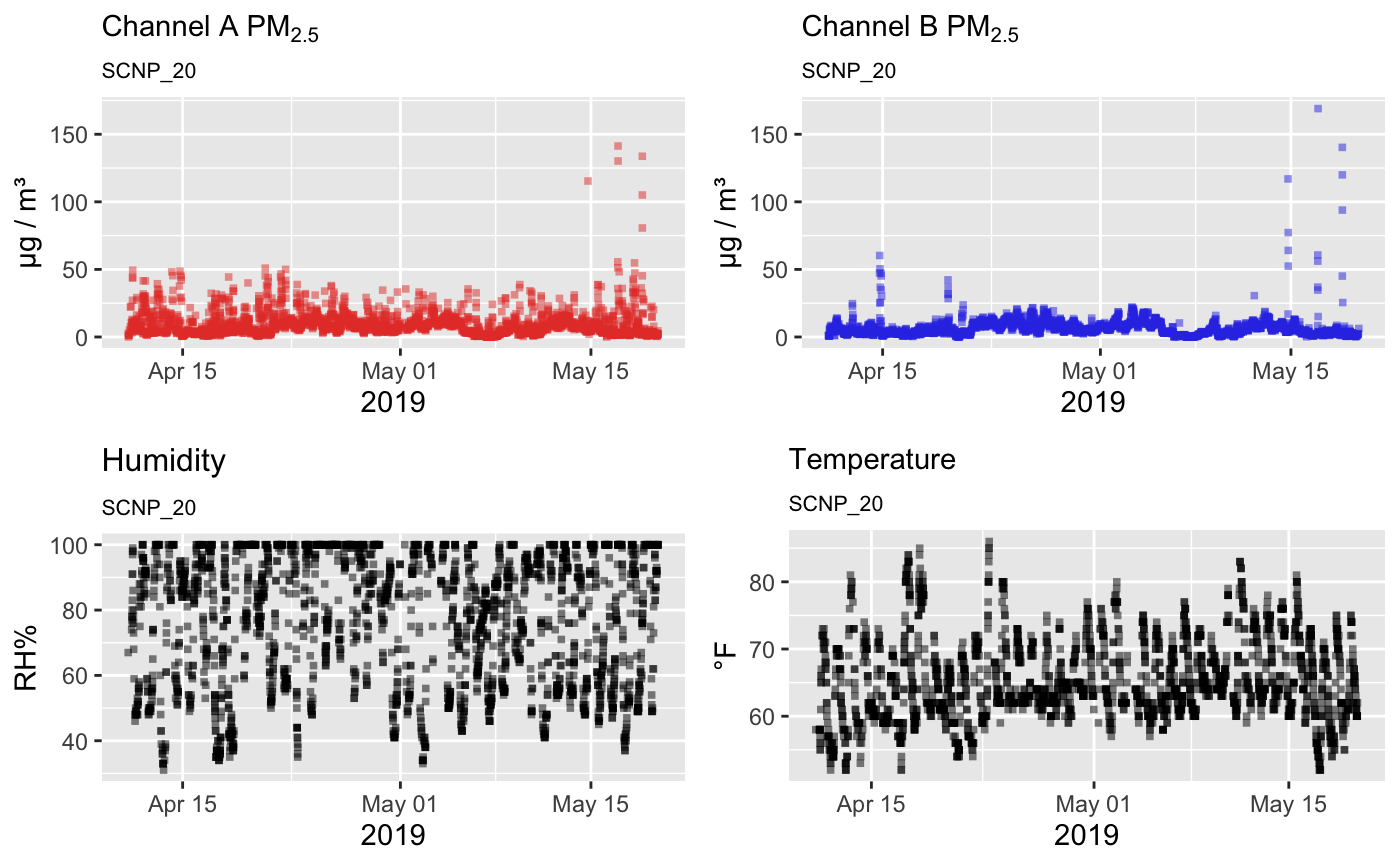 Channel A PM2.5
SCNP_20
150
100
50
0
µg / m³
Apr 15 May 01 May 15
2019
Channel B PM2.5
SCNP_20
150
100
50
0
µg / m³
Apr 15 May 01 May 15
2019
Humidity
SCNP_20
100
80
60
40
RH%
Apr 15 May 01 May 15
2019
Temperature
SCNP_20
80
70
60
°F
Apr 15 May 01 May 15
2019